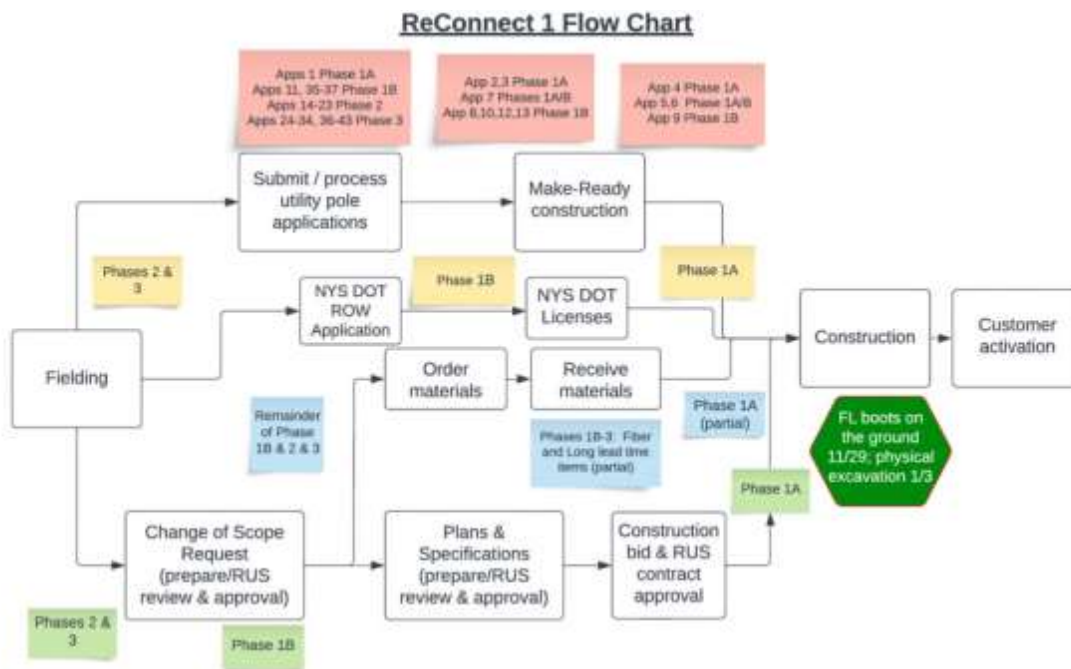 ReConnect 1 Flow Chart
Apps 1 Phase 1A
Apps 11, 35-37 Phase 1B
Apps 14-23 Phase 2
Apps 24-34, 36-43 Phase 3
App 2,3 Phase 1A
App 7 Phases 1A/B
App 8,10,12,13 Phase 1B
App 4 Phase 1A
App 5,6 Phase 1A/B
App 9 Phase 1B
Submit / process
utility pole
applications
Make-Ready
construction
Phases 2 &
3
NYS DOT
ROW
Application
Phase 1B
NYS DOT
Licenses
Phase 1A
Fielding
Order
materials
Receive
materials
Construction
Customer
activation
Remainder
of Phase
1B & 2 & 3
Phases 1B-3: Fiber
and Long lead time
items (partial)
Phase 1A
(partial)
FL boots on
the ground
11/29; physical
excavation 1/3
Phase 1A
Change of Scope
Request
(prepare/RUS
review & approval)
Plans &
Specifications
(prepare/RUS
review & approval)
Construction
bid & RUS
contract
approval
Phases 2 &
3
Phase 1B